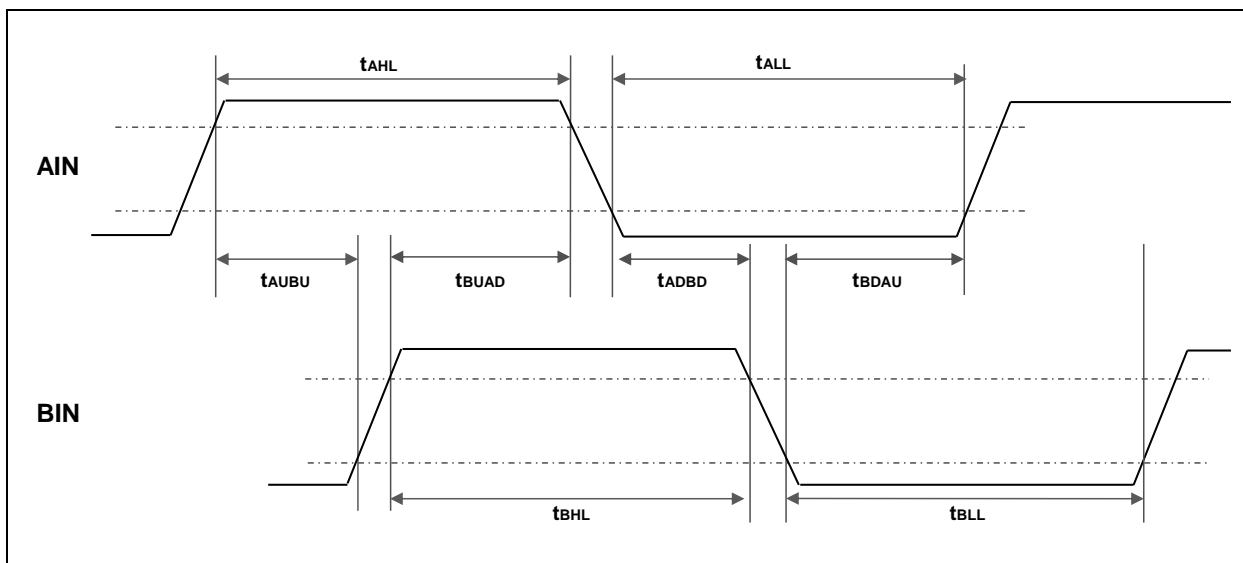 tAHL
tALL
AIN
tAUBU
tBUAD
tADBD
tBDAU
BIN
tBHL
tBLL